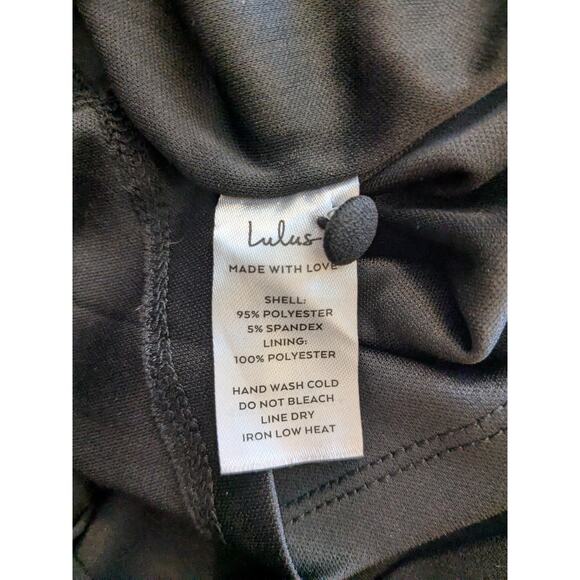 Lulus
MADE WITH LOVE
SHELL:
95% POLYESTER
5% SPANDEX
LINING:
100% POLYESTER
HAND WASH COLD
DO NOT BLEACH
LINE DRY
IRON LOW HEAT